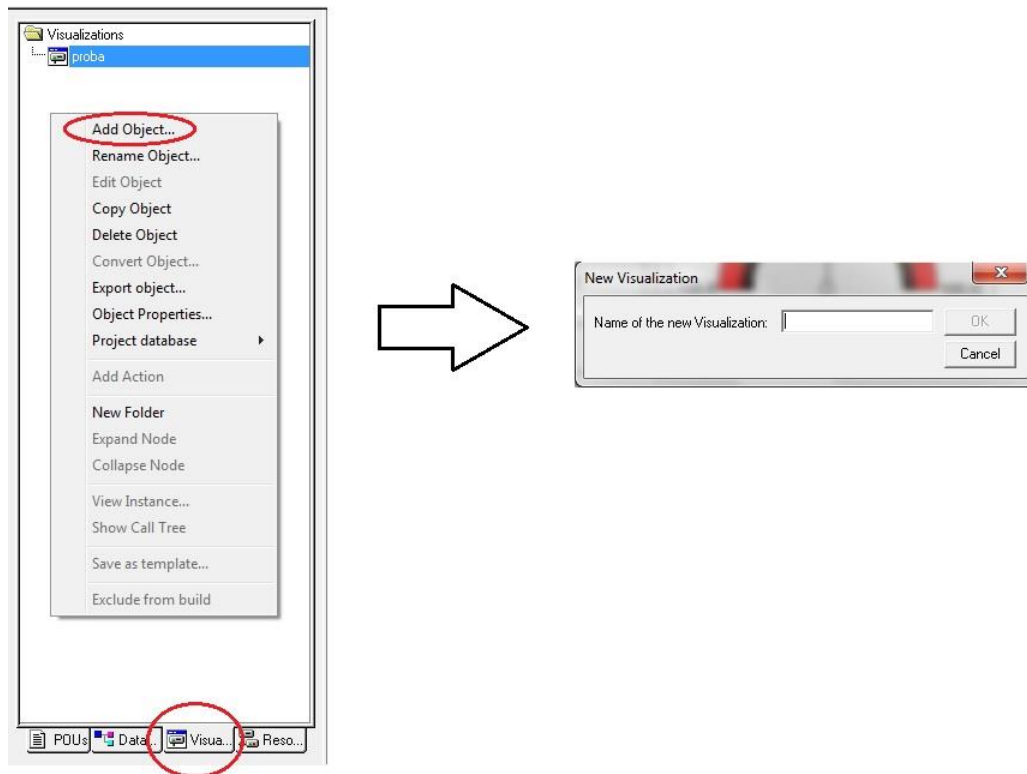 Visualizations
proba
Add Object...
Rename Object...
Edit Object
Copy Object
Delete Object
Convert Object...
Export object...
Object Properties...
Project database
Add Action
New Folder
Expand Node
Collapse Node
View Instance...
Show Call Tree
Save as template...
Exclude from build
POUs Data... Visua... Reso...
New Visualization
Name of the new Visualization: OK
Cancel